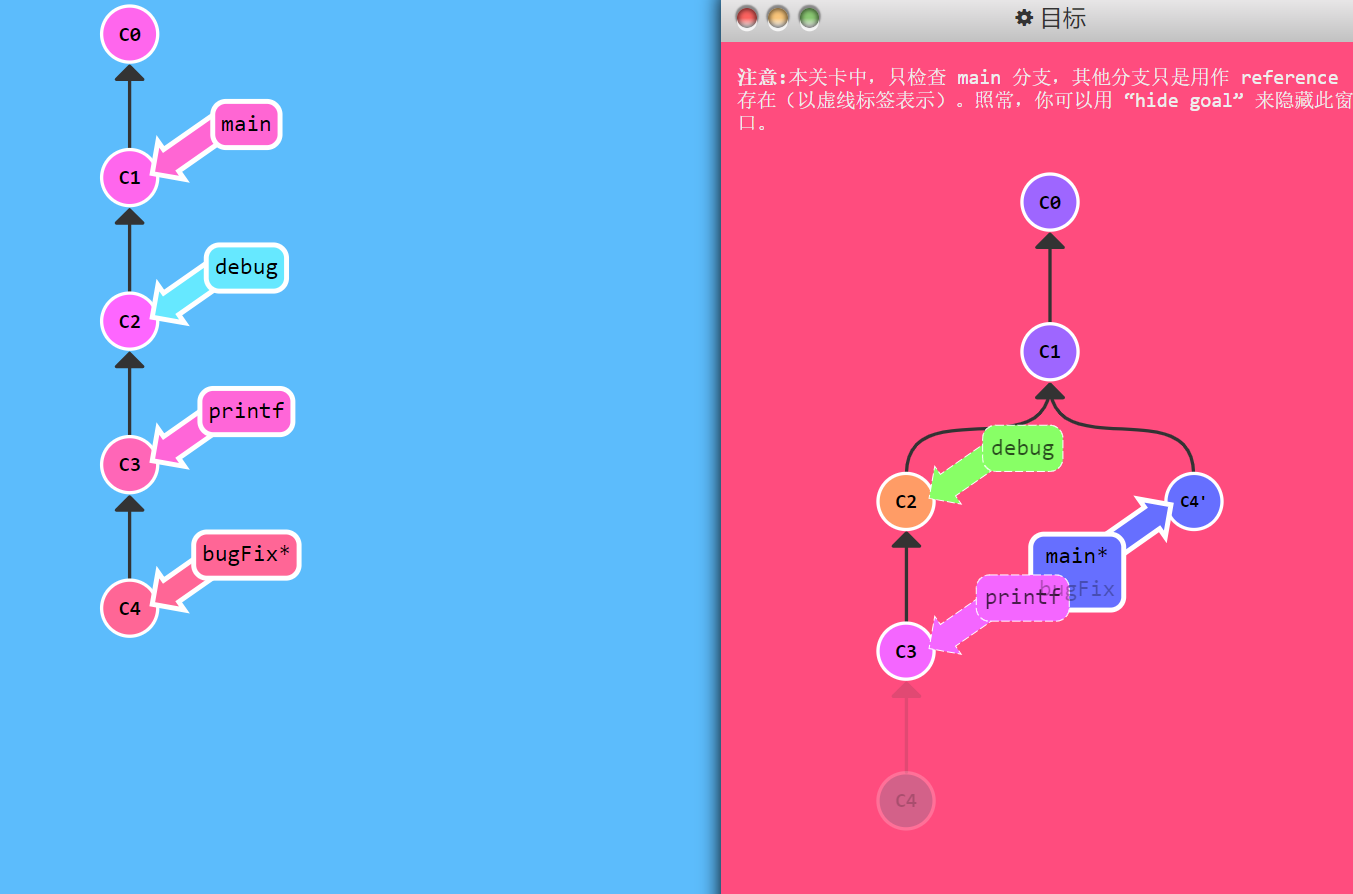 C0
main
C1
debug
C2
printf
C3
bugFix*
C4
目标
注意:本关卡中，只检查 main 分支，其他分支只是用作 reference
存在（以虚线标签表示）。照常，你可以用 “hide goal” 来隐藏此窗
口。
C0
C1
debug
C2
C4'
main*
bugFix
printf
C3
C4